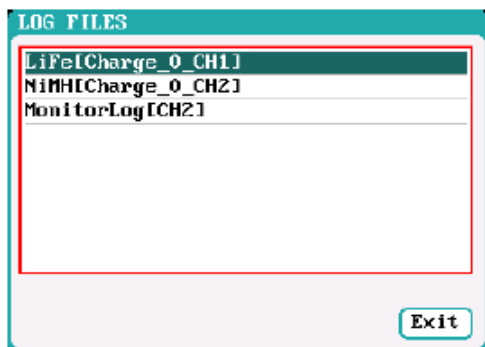 LOG FILES
LiFe[Charge_0_CH1]
NiMH[Charge_0_CH2]
MonitorLog[CH2]
Exit